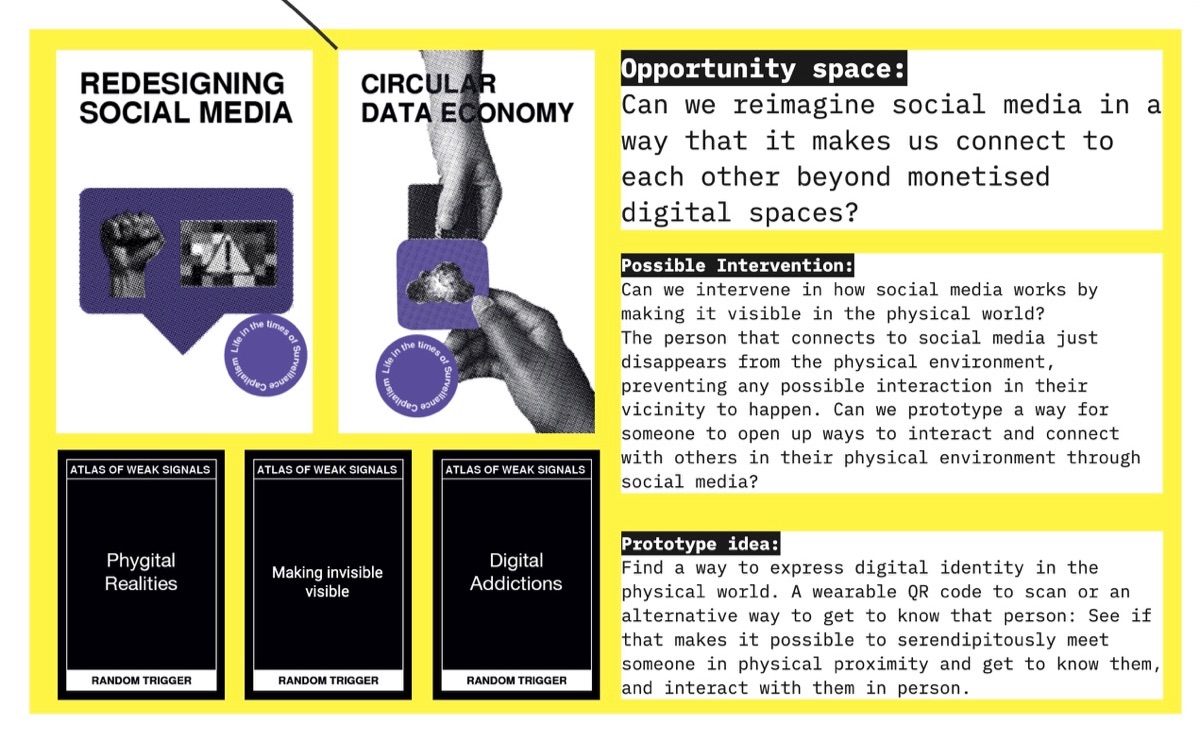 REDESIGNING
SOCIAL MEDIA
Life in the times of Surveillance Capitalism
CIRCULAR
DATA ECONOMY
Life in the times of Surveillance Capitalism
ATLAS OF WEAK SIGNALS
Phygital
Realities
RANDOM TRIGGER
ATLAS OF WEAK SIGNALS
Making invisible
visible
RANDOM TRIGGER
ATLAS OF WEAK SIGNALS
Digital
Addictions
RANDOM TRIGGER
Opportunity space:
Can we reimagine social media in a
way that it makes us connect to
each other beyond monetised
digital spaces?
Possible Intervention:
Can we intervene in how social media works by
making it visible in the physical world?
The person that connects to social media just
disappears from the physical environment,
preventing any possible interaction in their
vicinity to happen. Can we prototype a way for
someone to open up ways to interact and connect
with others in their physical environment through
social media?
Prototype idea:
Find a way to express digital identity in the
physical world. A wearable QR code to scan or an
alternative way to get to know that person: See if
that makes it possible to serendipitously meet
someone in physical proximity and get to know them,
and interact with them in person.